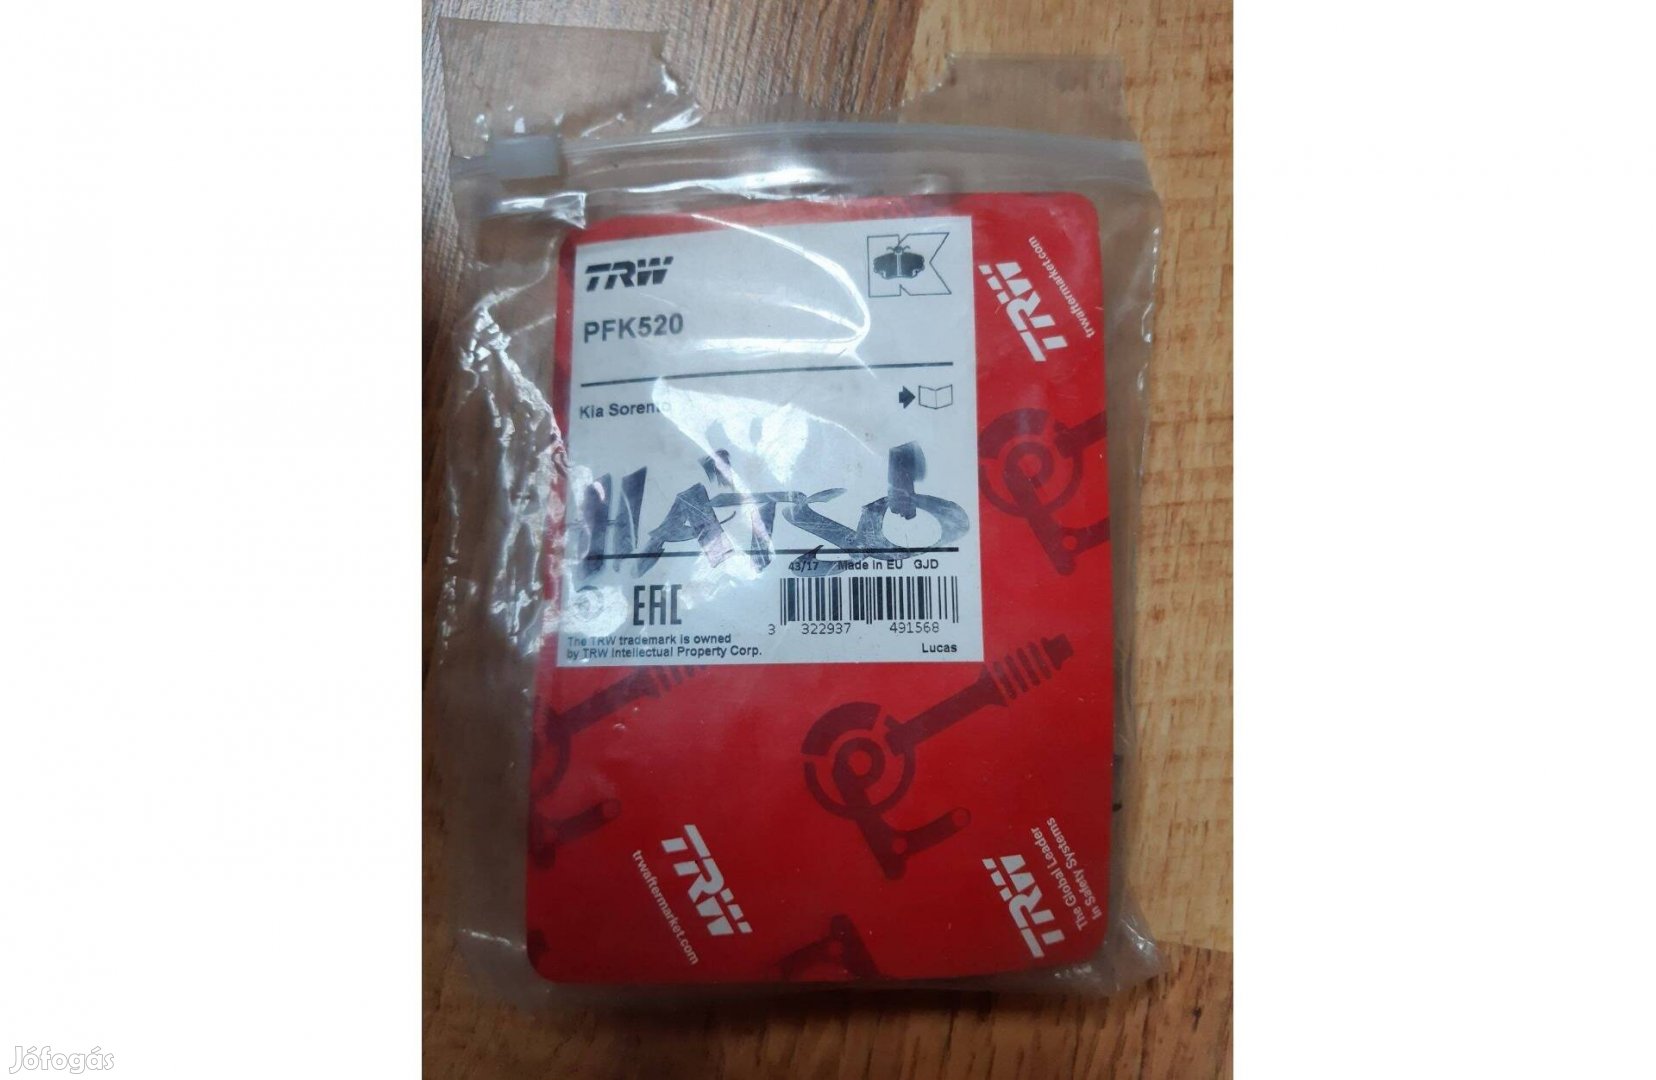 TRW
K
PFK520
Kia Sorento
HÁTSÓ
43/17 Made in EU GJD
EAC
3 322937 491568
The TRW trademark is owned
by TRW Intellectual Property Corp.
Lucas
TRW
trwaftermarket.com
TRW
trwaftermarket.com
TRW
The Global Leader
In Safety Systems
Jófogás